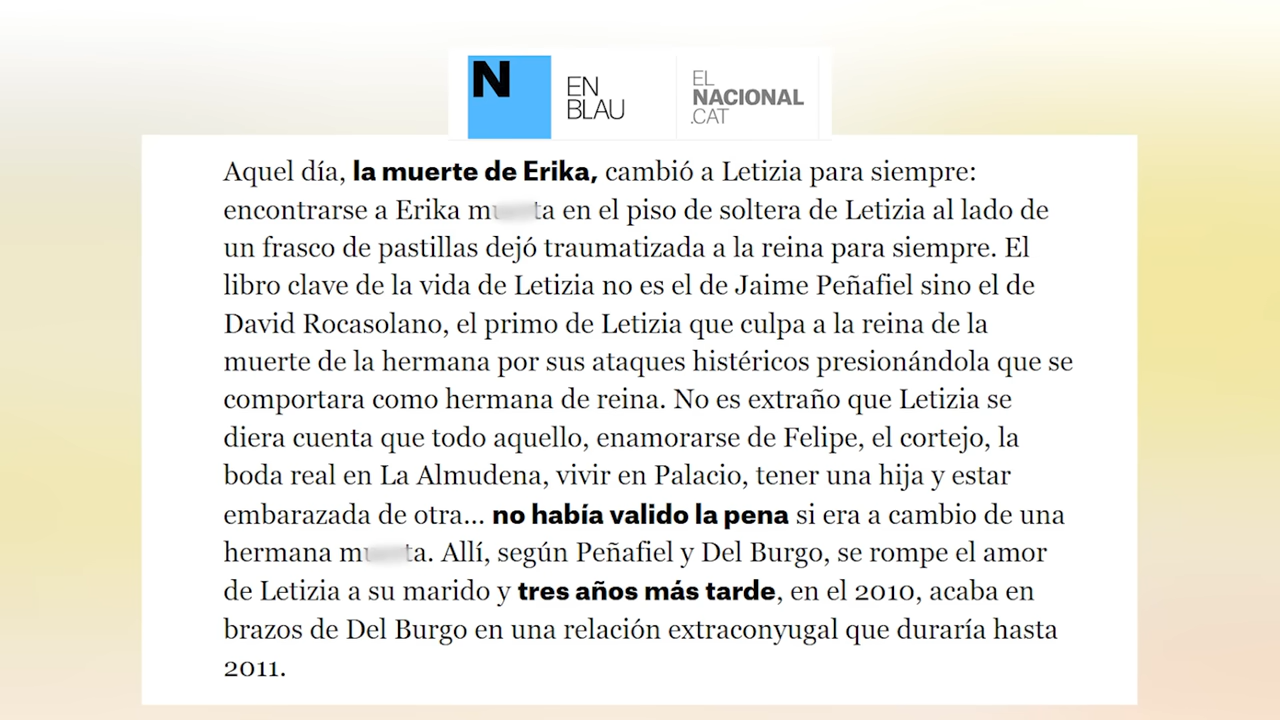 N
EN
BLAU
EL
NACIONAL
.CAT
Aquel día, la muerte de Erika, cambió a Letizia para siempre:
encontrarse a Erika m ta en el piso de soltera de Letizia al lado de
un frasco de pastillas dejó traumatizada a la reina para siempre. El
libro clave de la vida de Letizia no es el de Jaime Peñafiel sino el de
David Rocasolano, el primo de Letizia que culpa a la reina de la
muerte de la hermana por sus ataques histéricos presionándola que se
comportara como hermana de reina. No es extraño que Letizia se
diera cuenta que todo aquello, enamorarse de Felipe, el cortejo, la
boda real en La Almudena, vivir en Palacio, tener una hija y estar
embarazada de otra... no había valido la pena si era a cambio de una
hermana m ta. Allí, según Peñafiel y Del Burgo, se rompe el amor
de Letizia a su marido y tres años más tarde, en el 2010, acaba en
brazos de Del Burgo en una relación extraconyugal que duraría hasta
2011.